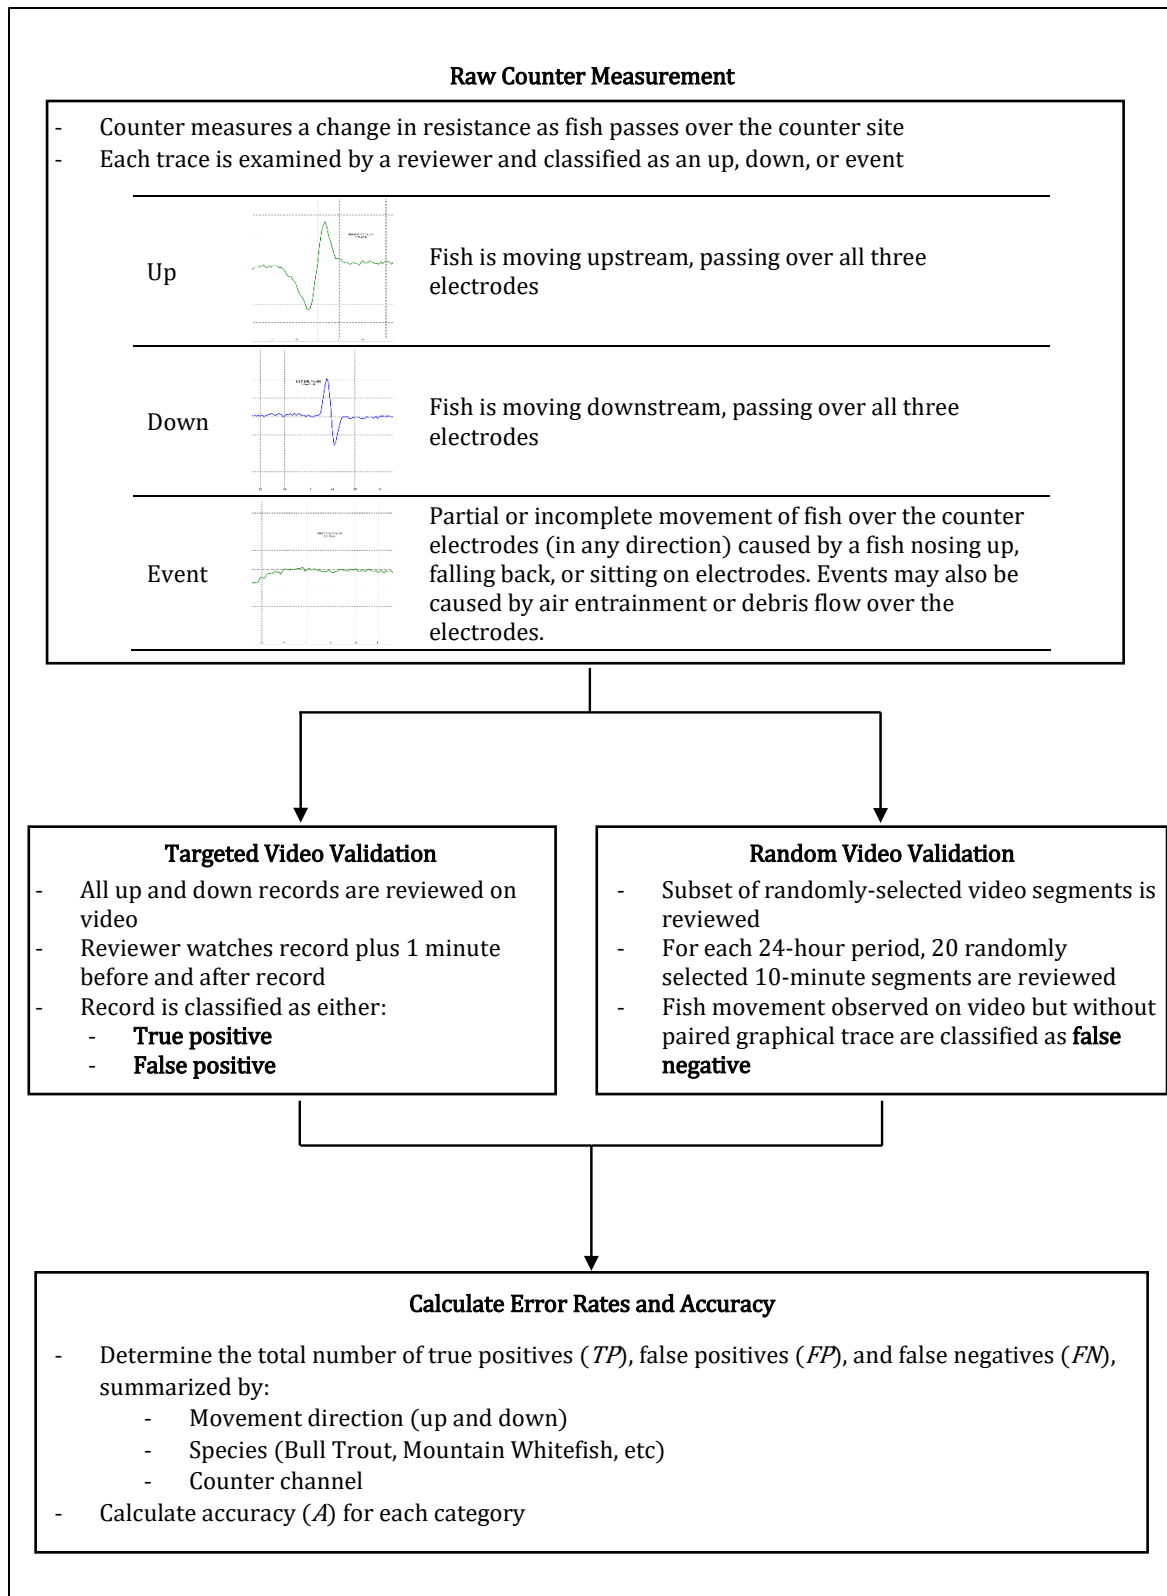 Raw Counter Measurement
- Counter measures a change in resistance as fish passes over the counter site
- Each trace is examined by a reviewer and classified as an up, down, or event
Up
Fish is moving upstream, passing over all three
electrodes
Down
Fish is moving downstream, passing over all three
electrodes
Event
Partial or incomplete movement of fish over the counter
electrodes (in any direction) caused by a fish nosing up,
falling back, or sitting on electrodes. Events may also be
caused by air entrainment or debris flow over the
electrodes.
Targeted Video Validation
- All up and down records are reviewed on
video
- Reviewer watches record plus 1 minute
before and after record
- Record is classified as either:
- True positive
- False positive
Random Video Validation
- Subset of randomly-selected video segments is
reviewed
- For each 24-hour period, 20 randomly
selected 10-minute segments are reviewed
- Fish movement observed on video but without
paired graphical trace are classified as false
negative
Calculate Error Rates and Accuracy
- Determine the total number of true positives (TP), false positives (FP), and false negatives (FN),
summarized by:
- Movement direction (up and down)
- Species (Bull Trout, Mountain Whitefish, etc)
- Counter channel
- Calculate accuracy (A) for each category